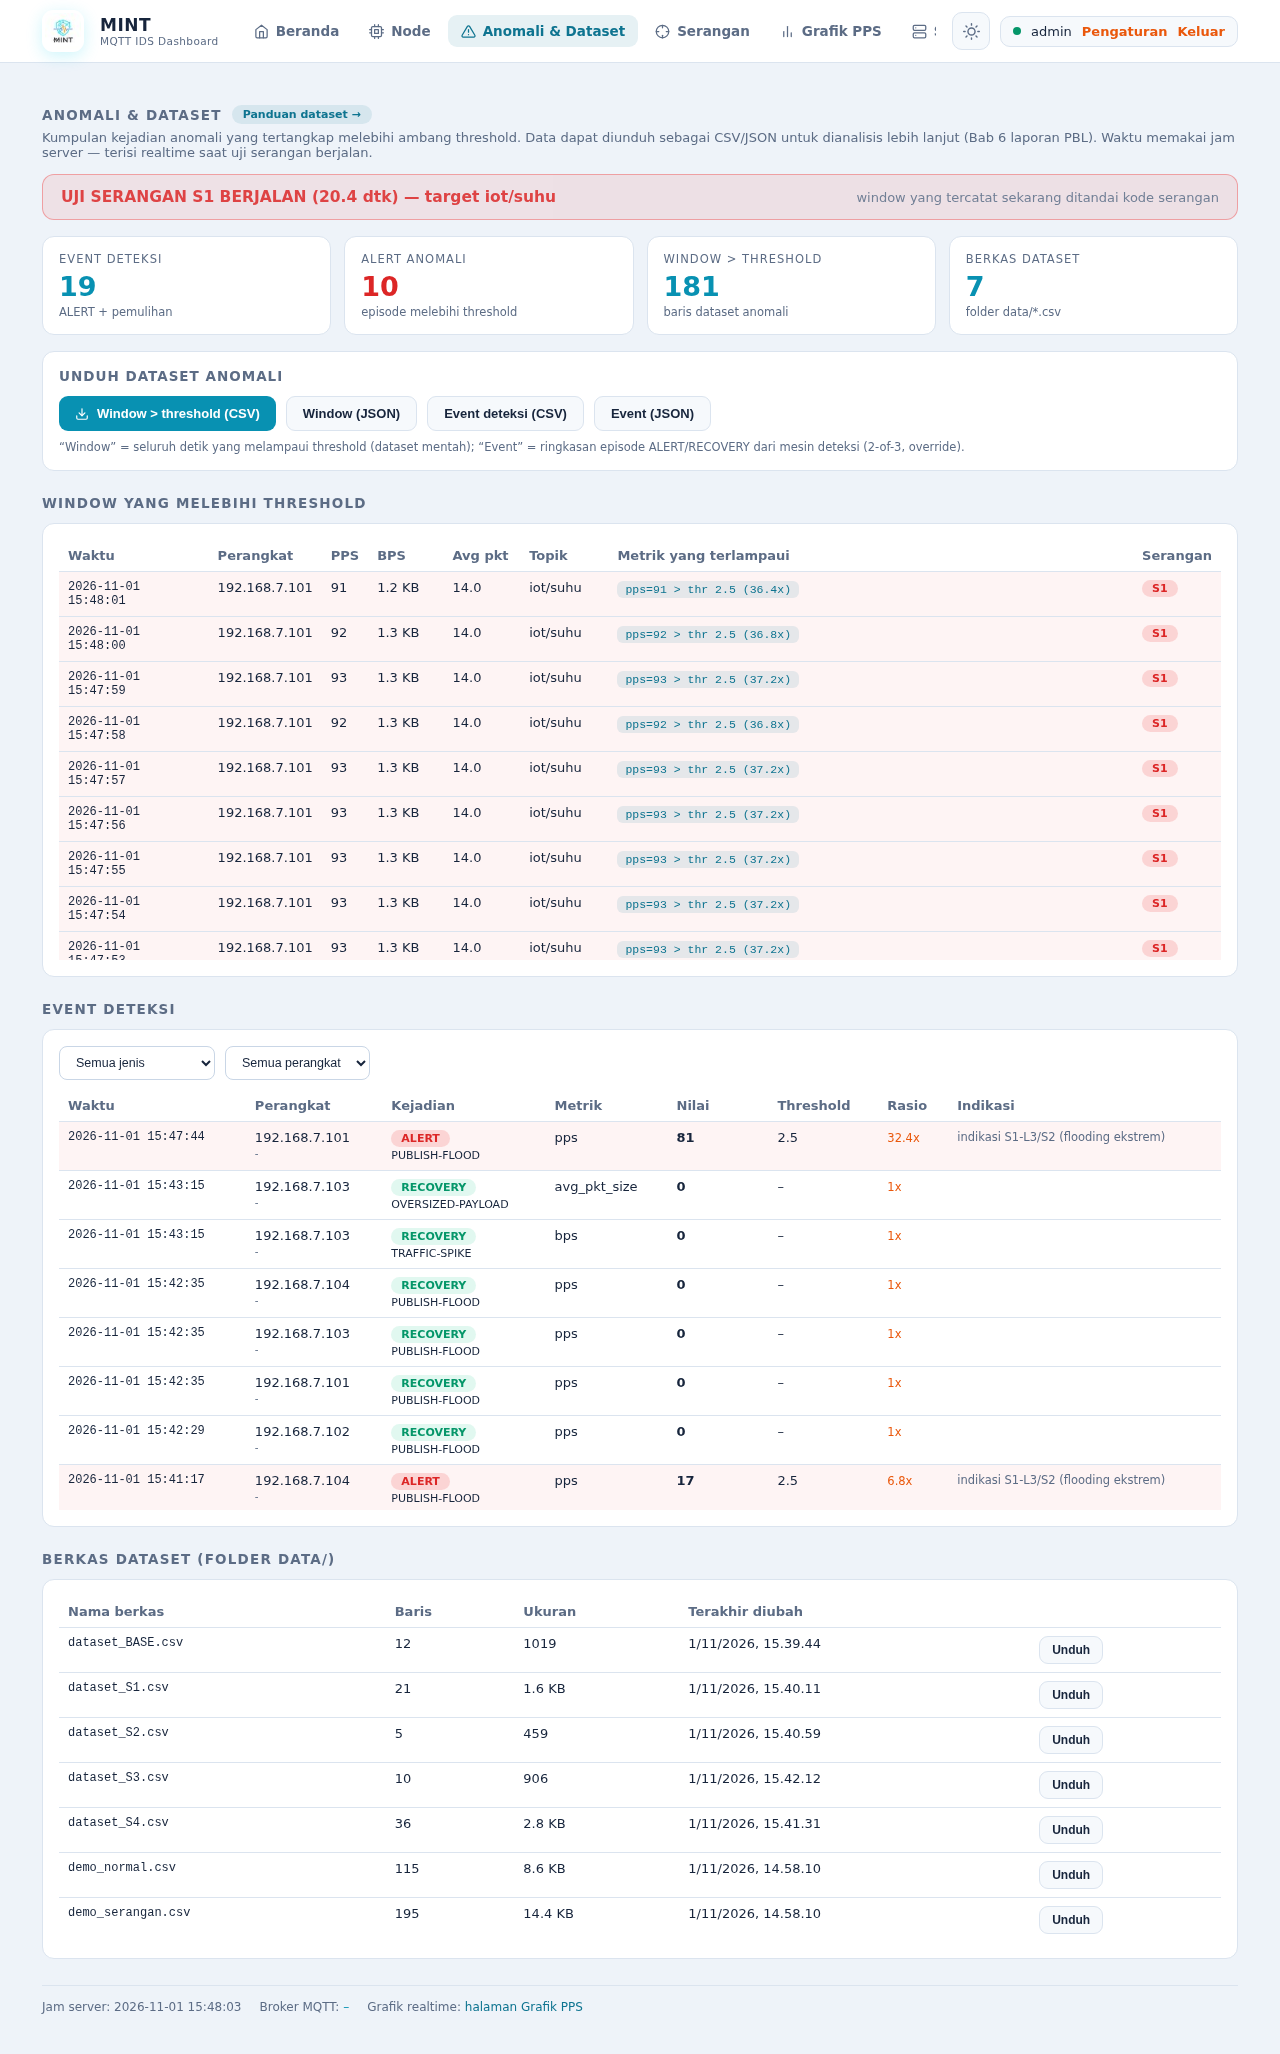 MINT
MQTT IDS Dashboard
MINT
Beranda
Node
Anomali & Dataset
Serangan
Grafik PPS
admin
Pengaturan
Keluar
ANOMALI & DATASET
Panduan dataset →
Kumpulan kejadian anomali yang tertangkap melebihi ambang threshold. Data dapat diunduh sebagai CSV/JSON untuk dianalisis lebih lanjut (Bab 6 laporan PBL). Waktu memakai jam
server — terisi realtime saat uji serangan berjalan.
UJI SERANGAN S1 BERJALAN (20.4 dtk) — target iot/suhu
window yang tercatat sekarang ditandai kode serangan
EVENT DETEKSI
19
ALERT + pemulihan
ALERT ANOMALI
10
episode melebihi threshold
WINDOW > THRESHOLD
181
baris dataset anomali
BERKAS DATASET
7
folder data/*.csv
UNDUH DATASET ANOMALI
Window > threshold (CSV)
Window (JSON)
Event deteksi (CSV)
Event (JSON)
“Window” = seluruh detik yang melampaui threshold (dataset mentah); “Event” = ringkasan episode ALERT/RECOVERY dari mesin deteksi (2-of-3, override).
WINDOW YANG MELEBIHI THRESHOLD
Waktu Perangkat PPS BPS Avg pkt Topik Metrik yang terlampaui Serangan
2026-11-01 15:48:01 192.168.7.101 91 1.2 KB 14.0 iot/suhu pps=91 > thr 2.5 (36.4x) S1
2026-11-01 15:48:00 192.168.7.101 92 1.3 KB 14.0 iot/suhu pps=92 > thr 2.5 (36.8x) S1
2026-11-01 15:47:59 192.168.7.101 93 1.3 KB 14.0 iot/suhu pps=93 > thr 2.5 (37.2x) S1
2026-11-01 15:47:58 192.168.7.101 92 1.3 KB 14.0 iot/suhu pps=92 > thr 2.5 (36.8x) S1
2026-11-01 15:47:57 192.168.7.101 93 1.3 KB 14.0 iot/suhu pps=93 > thr 2.5 (37.2x) S1
2026-11-01 15:47:56 192.168.7.101 93 1.3 KB 14.0 iot/suhu pps=93 > thr 2.5 (37.2x) S1
2026-11-01 15:47:55 192.168.7.101 93 1.3 KB 14.0 iot/suhu pps=93 > thr 2.5 (37.2x) S1
2026-11-01 15:47:54 192.168.7.101 93 1.3 KB 14.0 iot/suhu pps=93 > thr 2.5 (37.2x) S1
2026-11-01 15:47:53 192.168.7.101 93 1.3 KB 14.0 iot/suhu pps=93 > thr 2.5 (37.2x) S1
EVENT DETEKSI
Semua jenis
Semua perangkat
Waktu Perangkat Kejadian Metrik Nilai Threshold Rasio Indikasi
2026-11-01 15:47:44 192.168.7.101 ALERT pps 81 2.5 32.4x indikasi S1-L3/S2 (flooding ekstrem)
- PUBLISH-FLOOD
2026-11-01 15:43:15 192.168.7.103 RECOVERY avg_pkt_size 0 – 1x
- OVERSIZED-PAYLOAD
2026-11-01 15:43:15 192.168.7.103 RECOVERY bps 0 – 1x
- TRAFFIC-SPIKE
2026-11-01 15:42:35 192.168.7.104 RECOVERY pps 0 – 1x
- PUBLISH-FLOOD
2026-11-01 15:42:35 192.168.7.103 RECOVERY pps 0 – 1x
- PUBLISH-FLOOD
2026-11-01 15:42:35 192.168.7.101 RECOVERY pps 0 – 1x
- PUBLISH-FLOOD
2026-11-01 15:42:29 192.168.7.102 RECOVERY pps 0 – 1x
- PUBLISH-FLOOD
2026-11-01 15:41:17 192.168.7.104 ALERT pps 17 2.5 6.8x indikasi S1-L3/S2 (flooding ekstrem)
- PUBLISH-FLOOD
BERKAS DATASET (FOLDER DATA/)
Nama berkas Baris Ukuran Terakhir diubah
dataset_BASE.csv 12 1019 1/11/2026, 15.39.44 Unduh
dataset_S1.csv 21 1.6 KB 1/11/2026, 15.40.11 Unduh
dataset_S2.csv 5 459 1/11/2026, 15.40.59 Unduh
dataset_S3.csv 10 906 1/11/2026, 15.42.12 Unduh
dataset_S4.csv 36 2.8 KB 1/11/2026, 15.41.31 Unduh
demo_normal.csv 115 8.6 KB 1/11/2026, 14.58.10 Unduh
demo_serangan.csv 195 14.4 KB 1/11/2026, 14.58.10 Unduh
Jam server: 2026-11-01 15:48:03 Broker MQTT: – Grafik realtime: halaman Grafik PPS